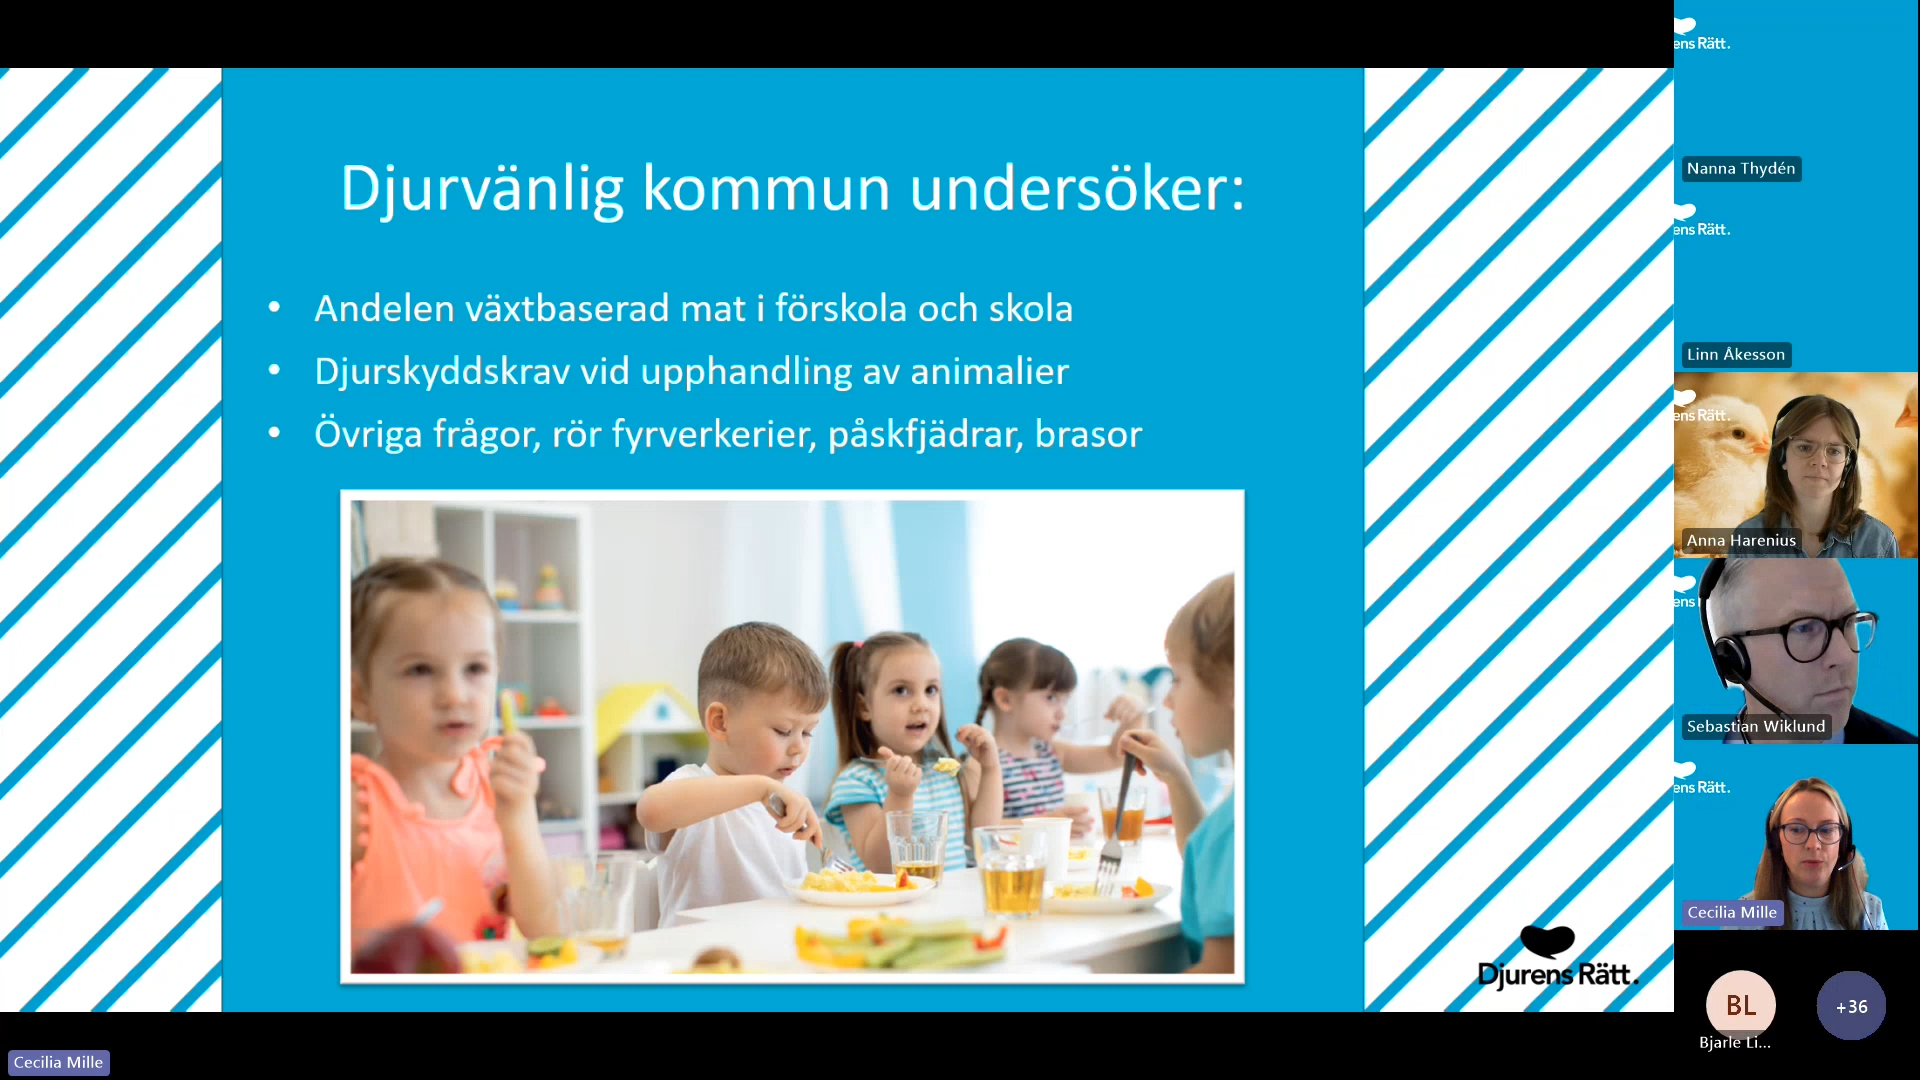 Djurvänlig kommun undersöker:
• Andelen växtbaserad mat i förskola och skola
• Djurskyddskrav vid upphandling av animalier
• Övriga frågor, rör fyrverkerier, påskfjädrar, brasor
Djurens Rätt.
Cecilia Mille
ens Rätt.
Nanna Thydén
ens Rätt.
Linn Åkesson
ens Rätt.
Anna Harenius
ens
Sebastian Wiklund
ens Rätt.
Cecilia Mille
BL
+36
Bjarle Li...